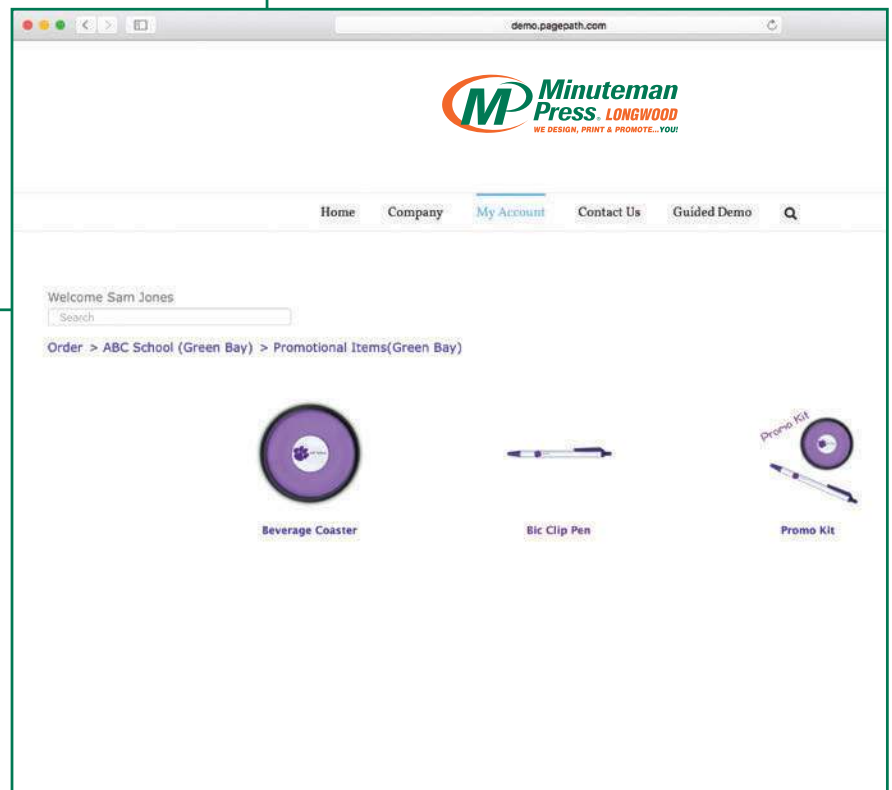 demo.pagepath.com
MP Minuteman
Press® LONGWOOD
WE DESIGN, PRINT & PROMOTE...YOU!
Home Company My Account Contact Us Guided Demo
Welcome Sam Jones
Search
Order > ABC School (Green Bay) > Promotional Items(Green Bay)
Promo Kit
Beverage Coaster Bic Clip Pen Promo Kit